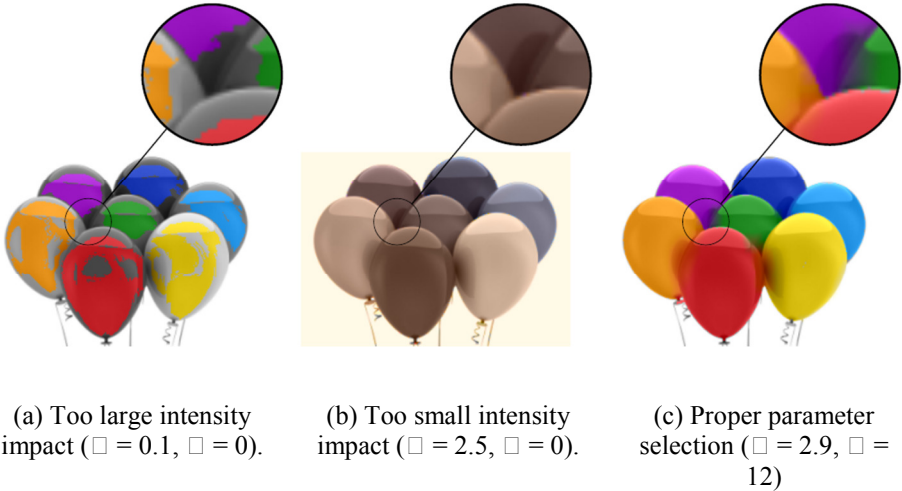 (a) Too large intensity
impact (□ = 0.1, □ = 0).
(b) Too small intensity
impact (□ = 2.5, □ = 0).
(c) Proper parameter
selection (□ = 2.9, □ =
12)